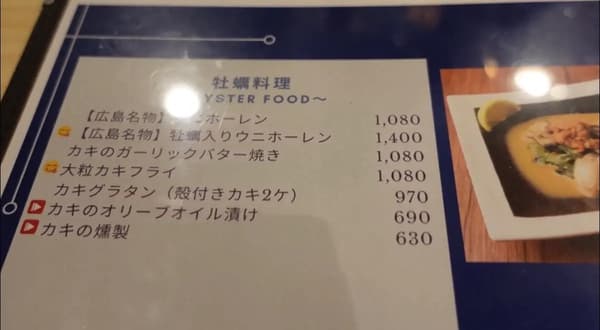 牡蠣料理
YSTER FOOD〜
【広島名物】 ホーレン 1,080
【広島名物】牡蠣入りウニホーレン 1,400
カキのガーリックバター焼き 1,080
大粒カキフライ 1,080
カキグラタン（殻付きカキ2ケ） 970
カキのオリーブオイル漬け 690
カキの燻製 630